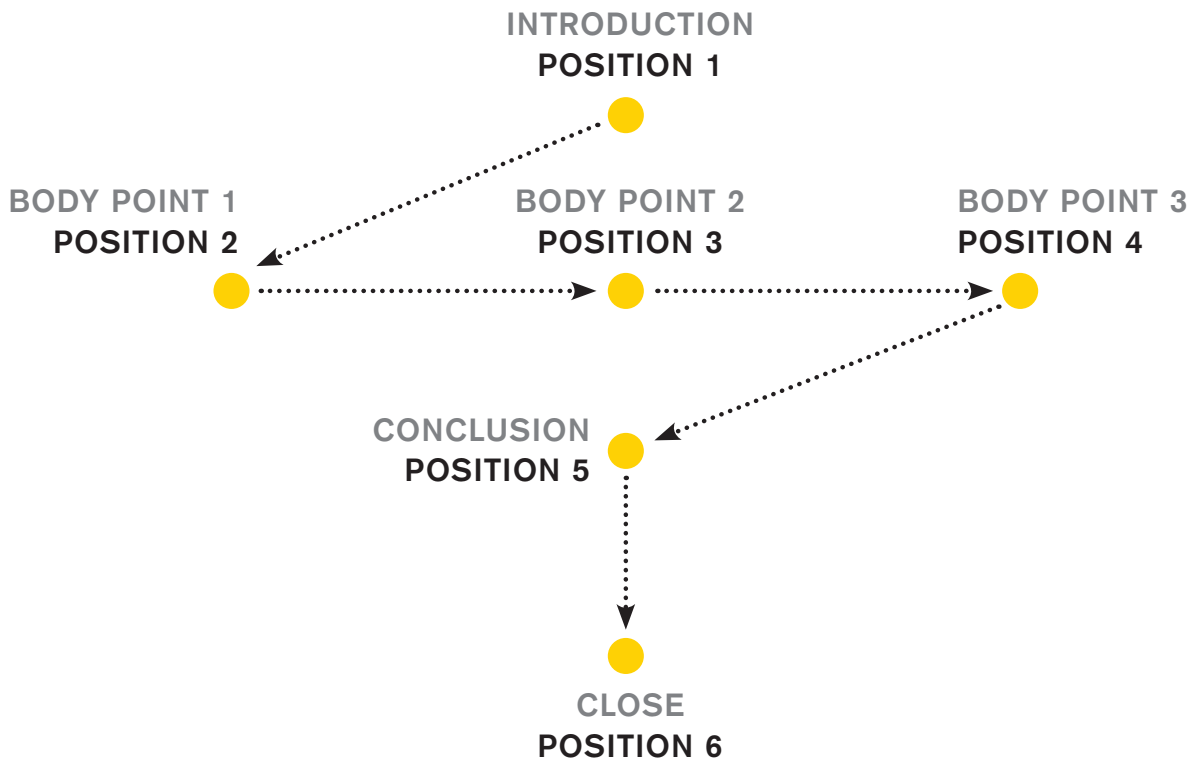 INTRODUCTION
POSITION 1
BODY POINT 1
POSITION 2
BODY POINT 2
POSITION 3
BODY POINT 3
POSITION 4
CONCLUSION
POSITION 5
CLOSE
POSITION 6